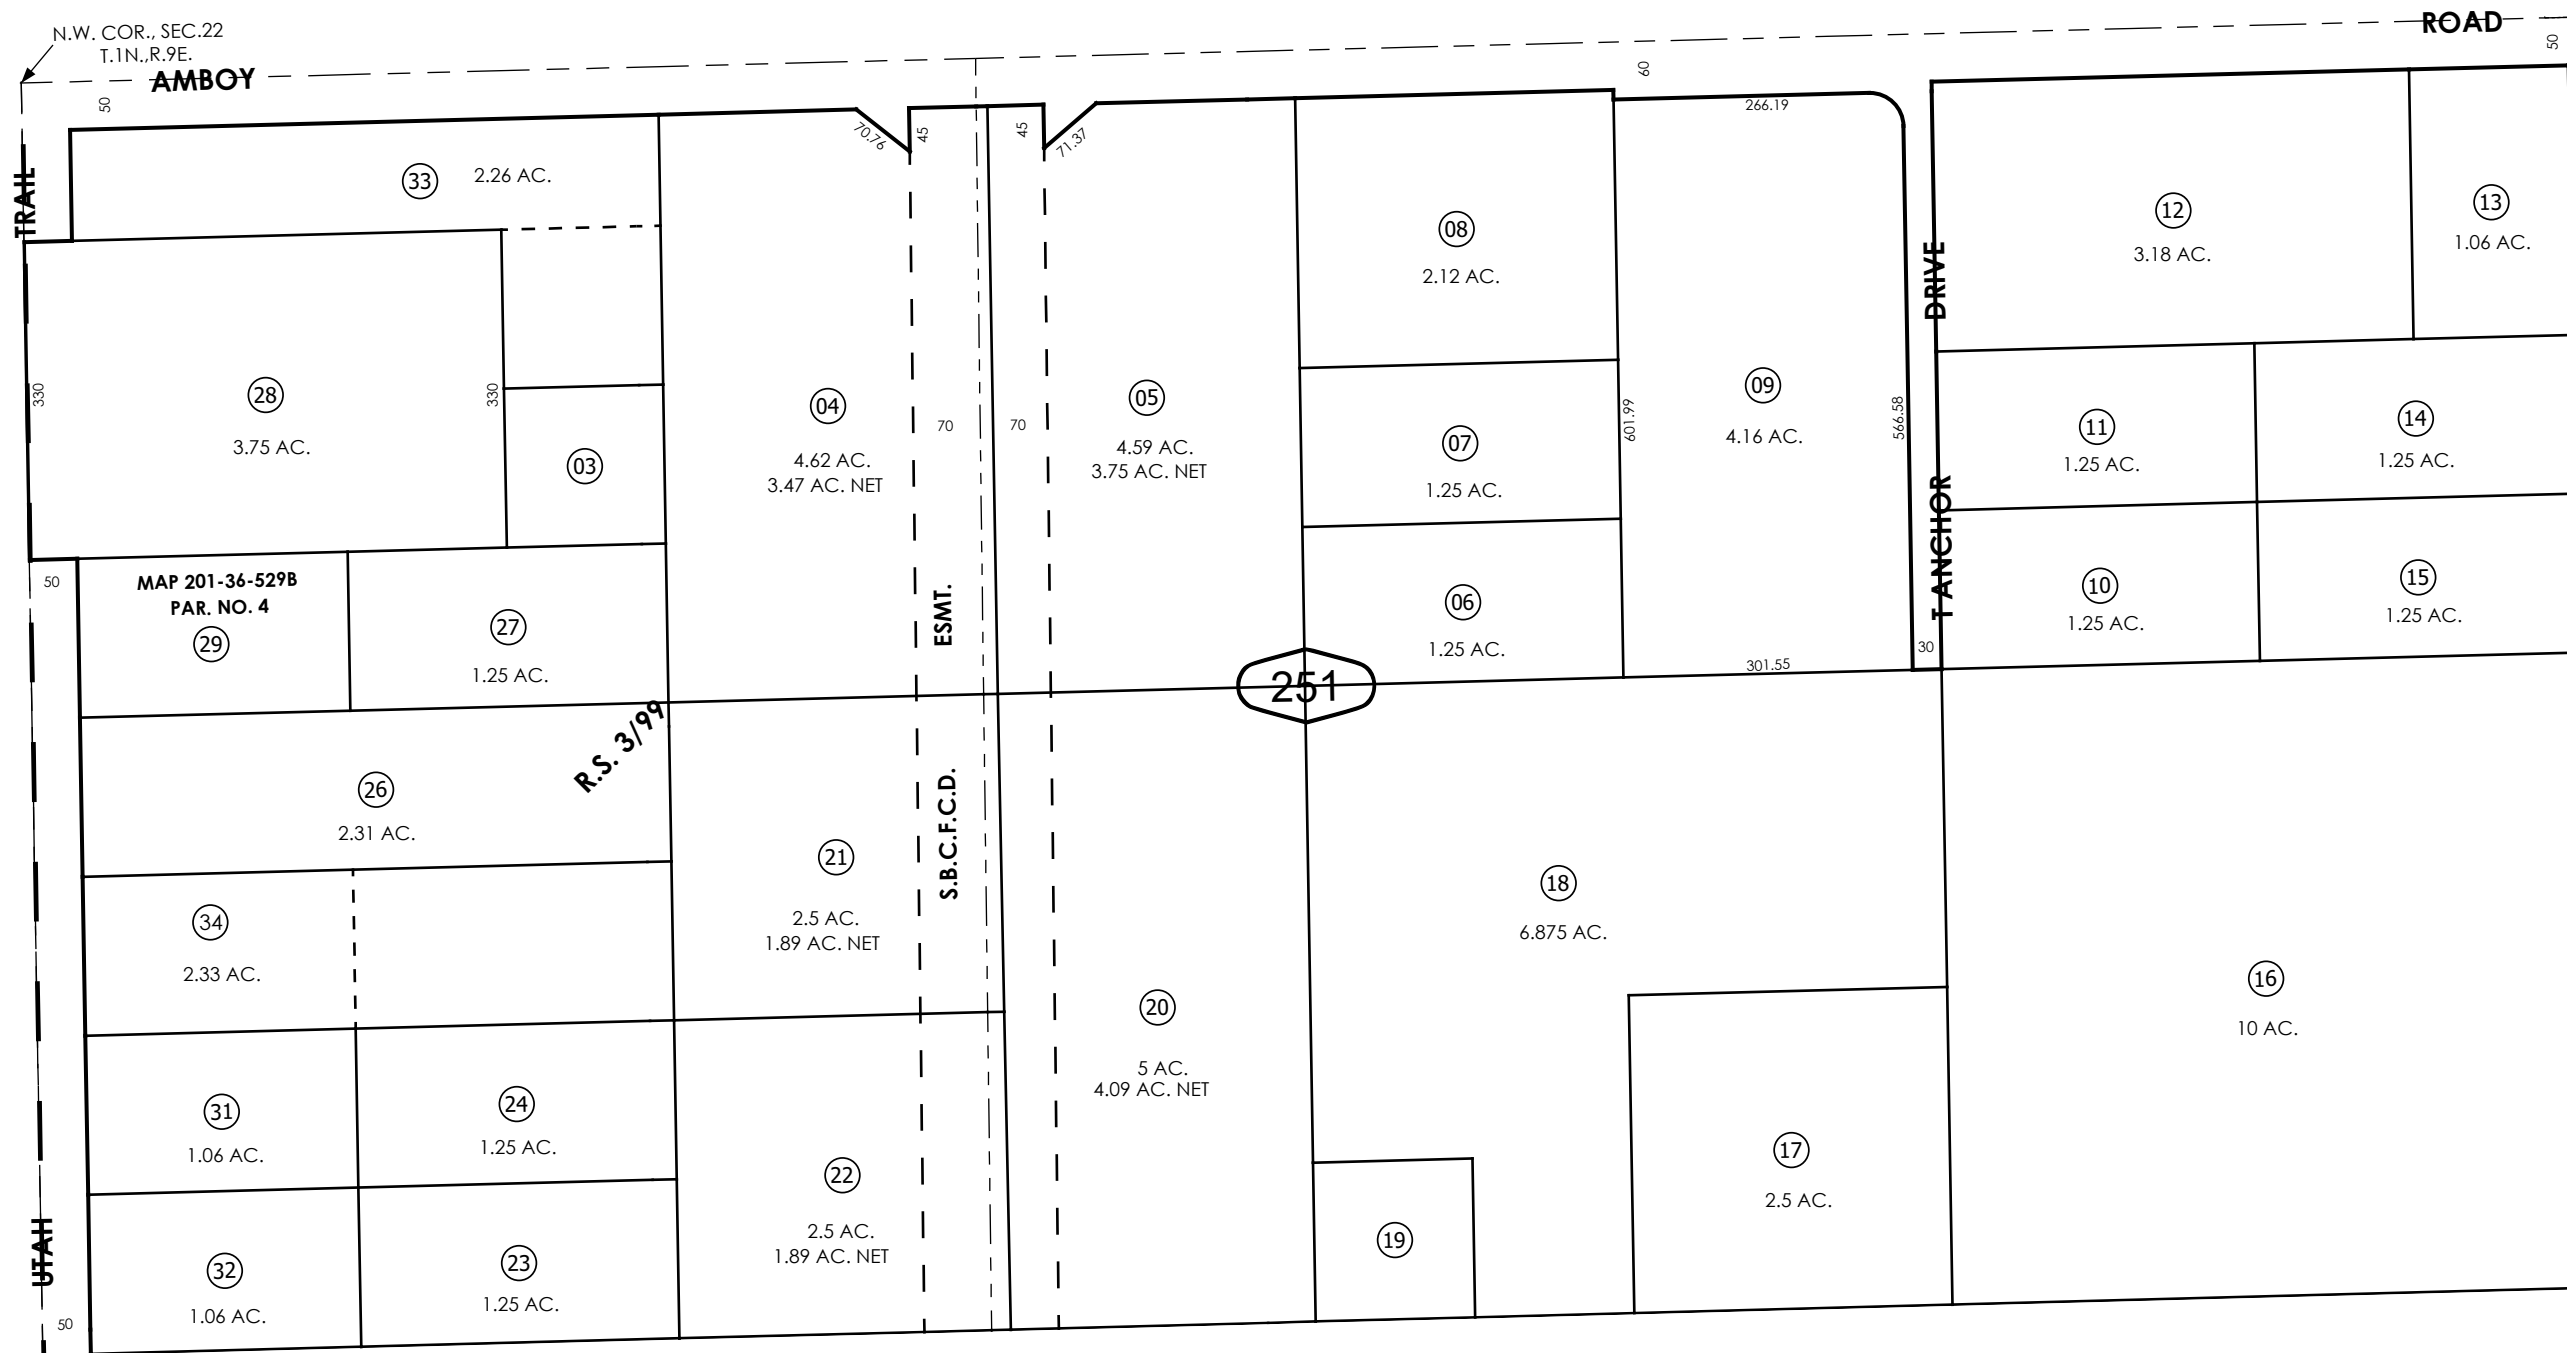 N.W. COR., SEC.22
T.1N.,R.9E.
AMBOY
ROAD
50
50
60
TRAIL
33
2.26 AC.
70.76
45
45
71.37
266.19
08
2.12 AC.
12
3.18 AC.
13
1.06 AC.
DRIVE
330
28
3.75 AC.
330
03
04
4.62 AC.
3.47 AC. NET
70
70
05
4.59 AC.
3.75 AC. NET
07
1.25 AC.
601.99
09
4.16 AC.
566.58
11
1.25 AC.
14
1.25 AC.
50
MAP 201-36-529B
PAR. NO. 4
29
27
1.25 AC.
ESMT.
06
1.25 AC.
T ANCHOR
10
1.25 AC.
15
1.25 AC.
30
301.55
251
R.S. 3/99
26
2.31 AC.
S.B.C.F.C.D.
21
2.5 AC.
1.89 AC. NET
18
6.875 AC.
34
2.33 AC.
20
5 AC.
4.09 AC. NET
16
10 AC.
31
1.06 AC.
24
1.25 AC.
22
2.5 AC.
1.89 AC. NET
17
2.5 AC.
19
UTAH
32
1.06 AC.
23
1.25 AC.
50